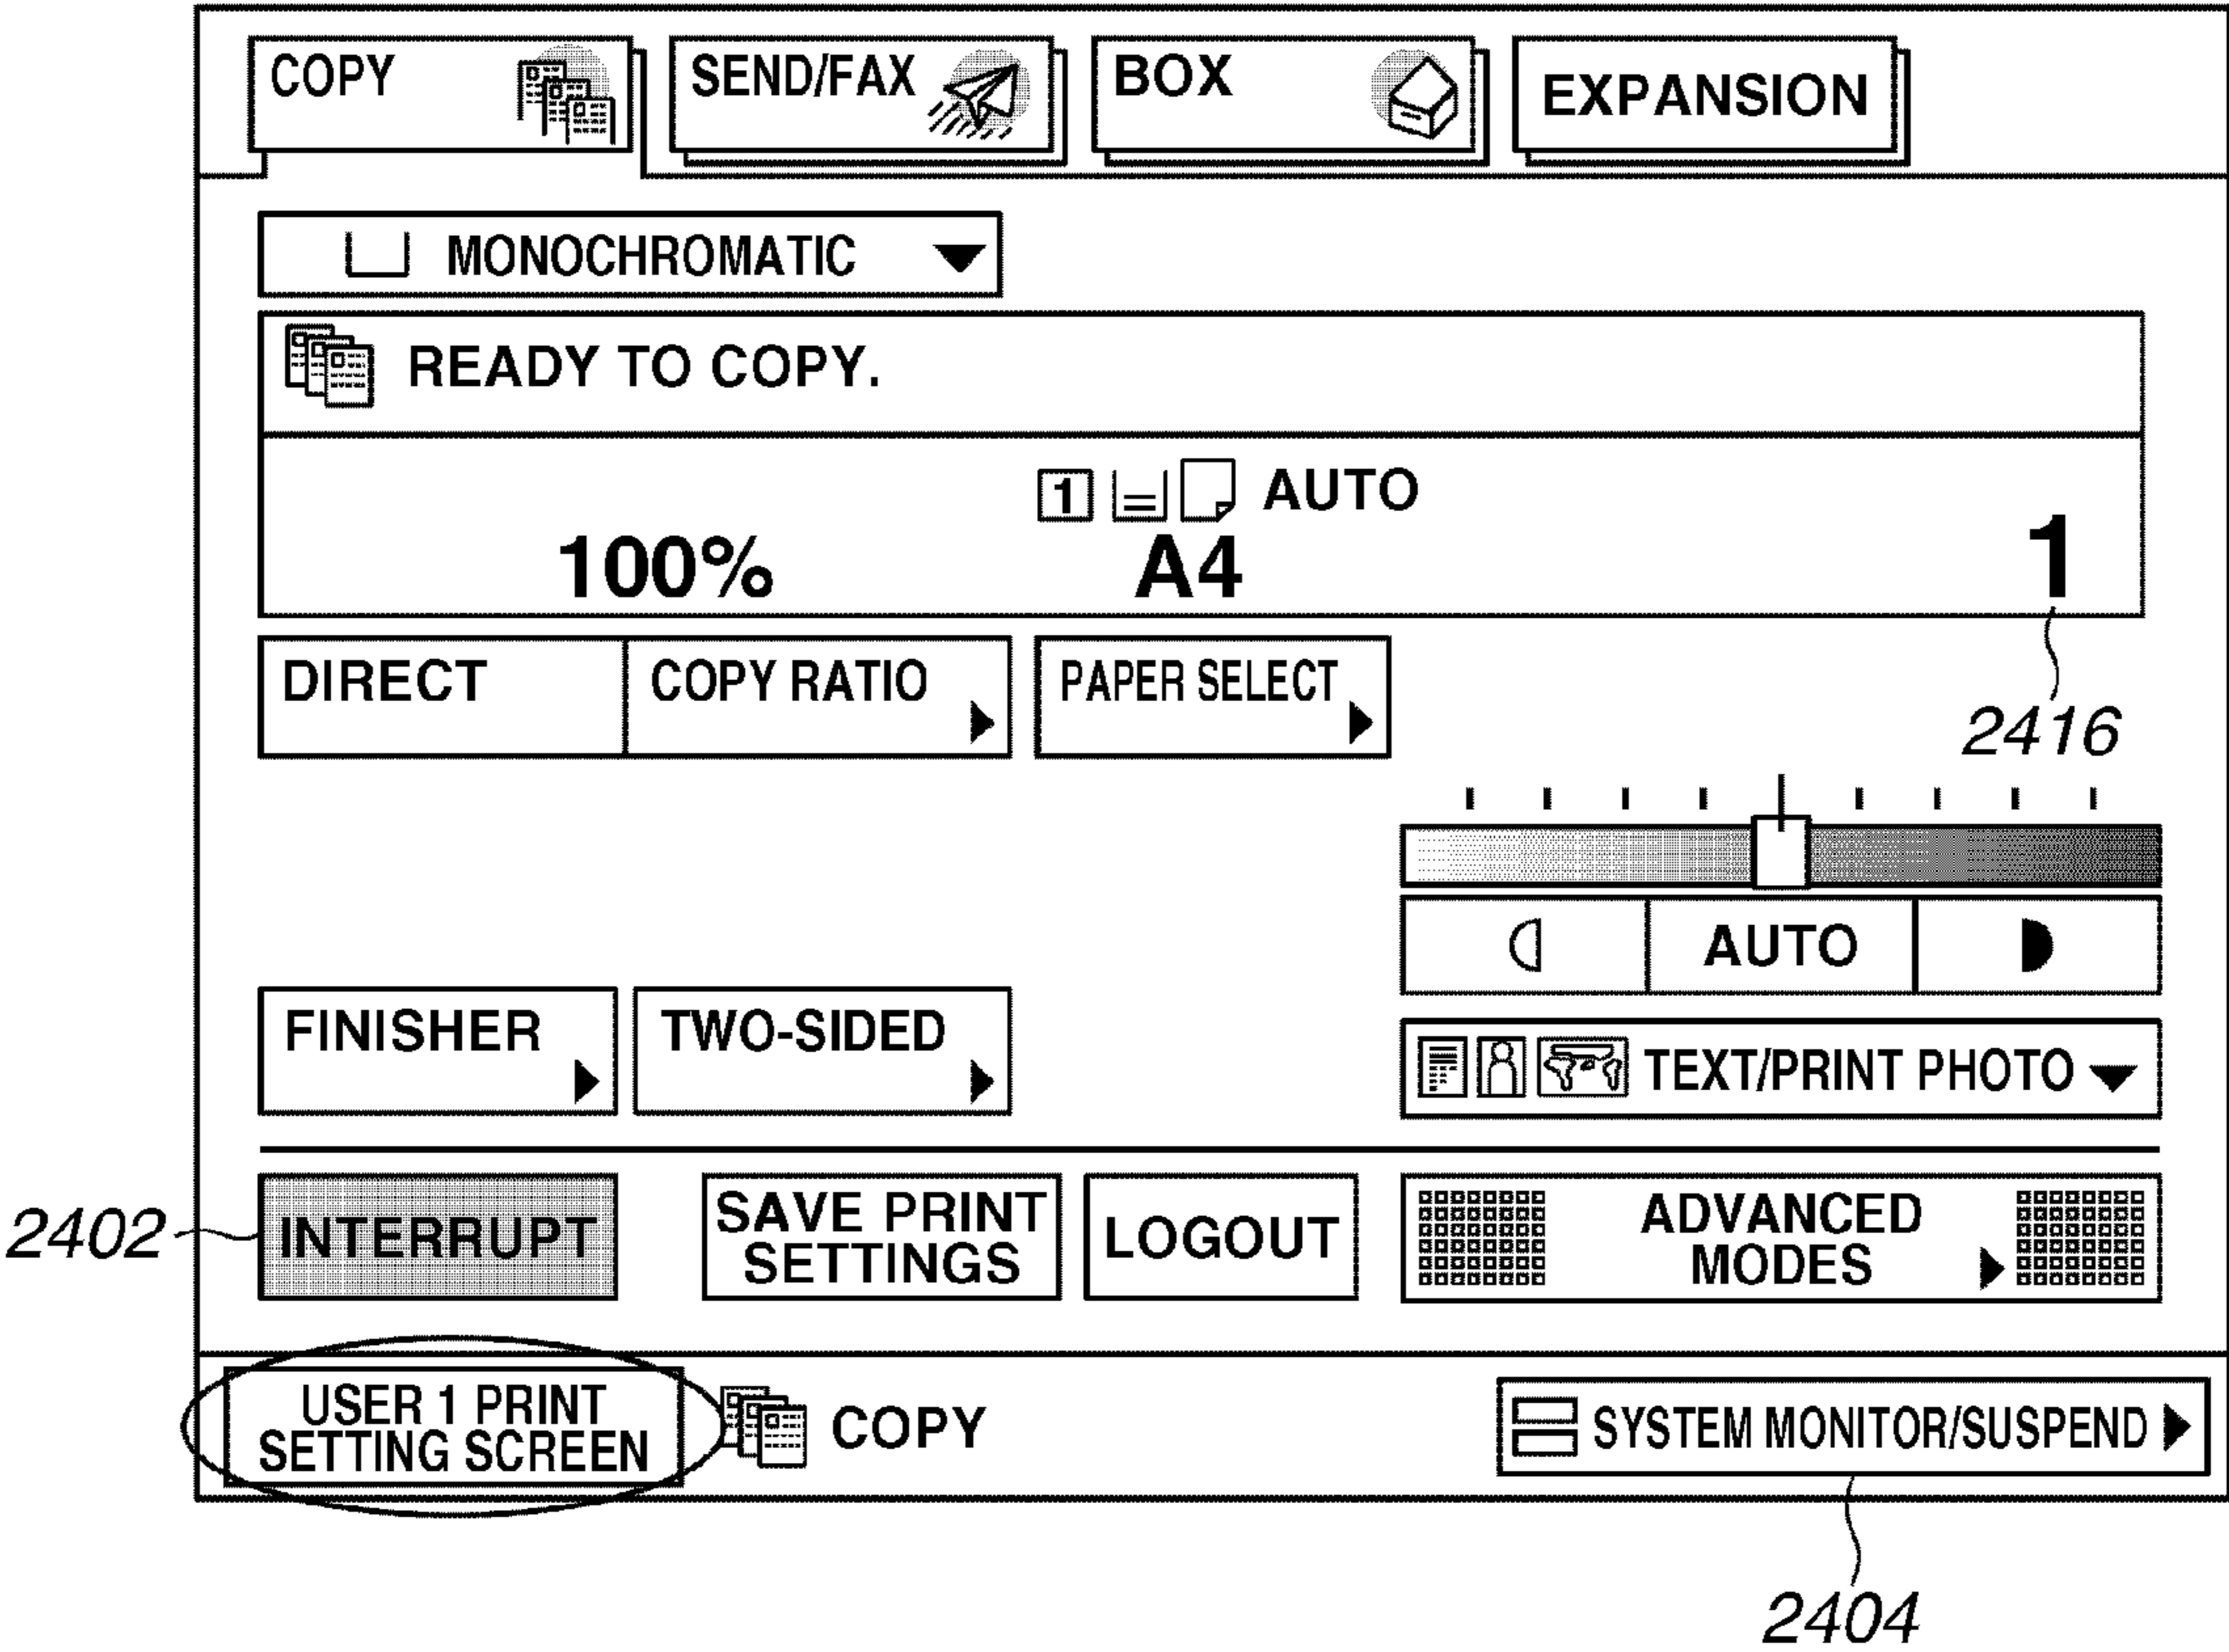 COPY
SEND/FAX
BOX
EXPANSION
MONOCHROMATIC
READY TO COPY.
1 AUTO
100%
A4
1
DIRECT
COPY RATIO
PAPER SELECT
2416
AUTO
FINISHER
TWO-SIDED
TEXT/PRINT PHOTO
2402
INTERRUPT
SAVE PRINT
SETTINGS
LOGOUT
ADVANCED
MODES
USER 1 PRINT
SETTING SCREEN
COPY
SYSTEM MONITOR/SUSPEND
2404